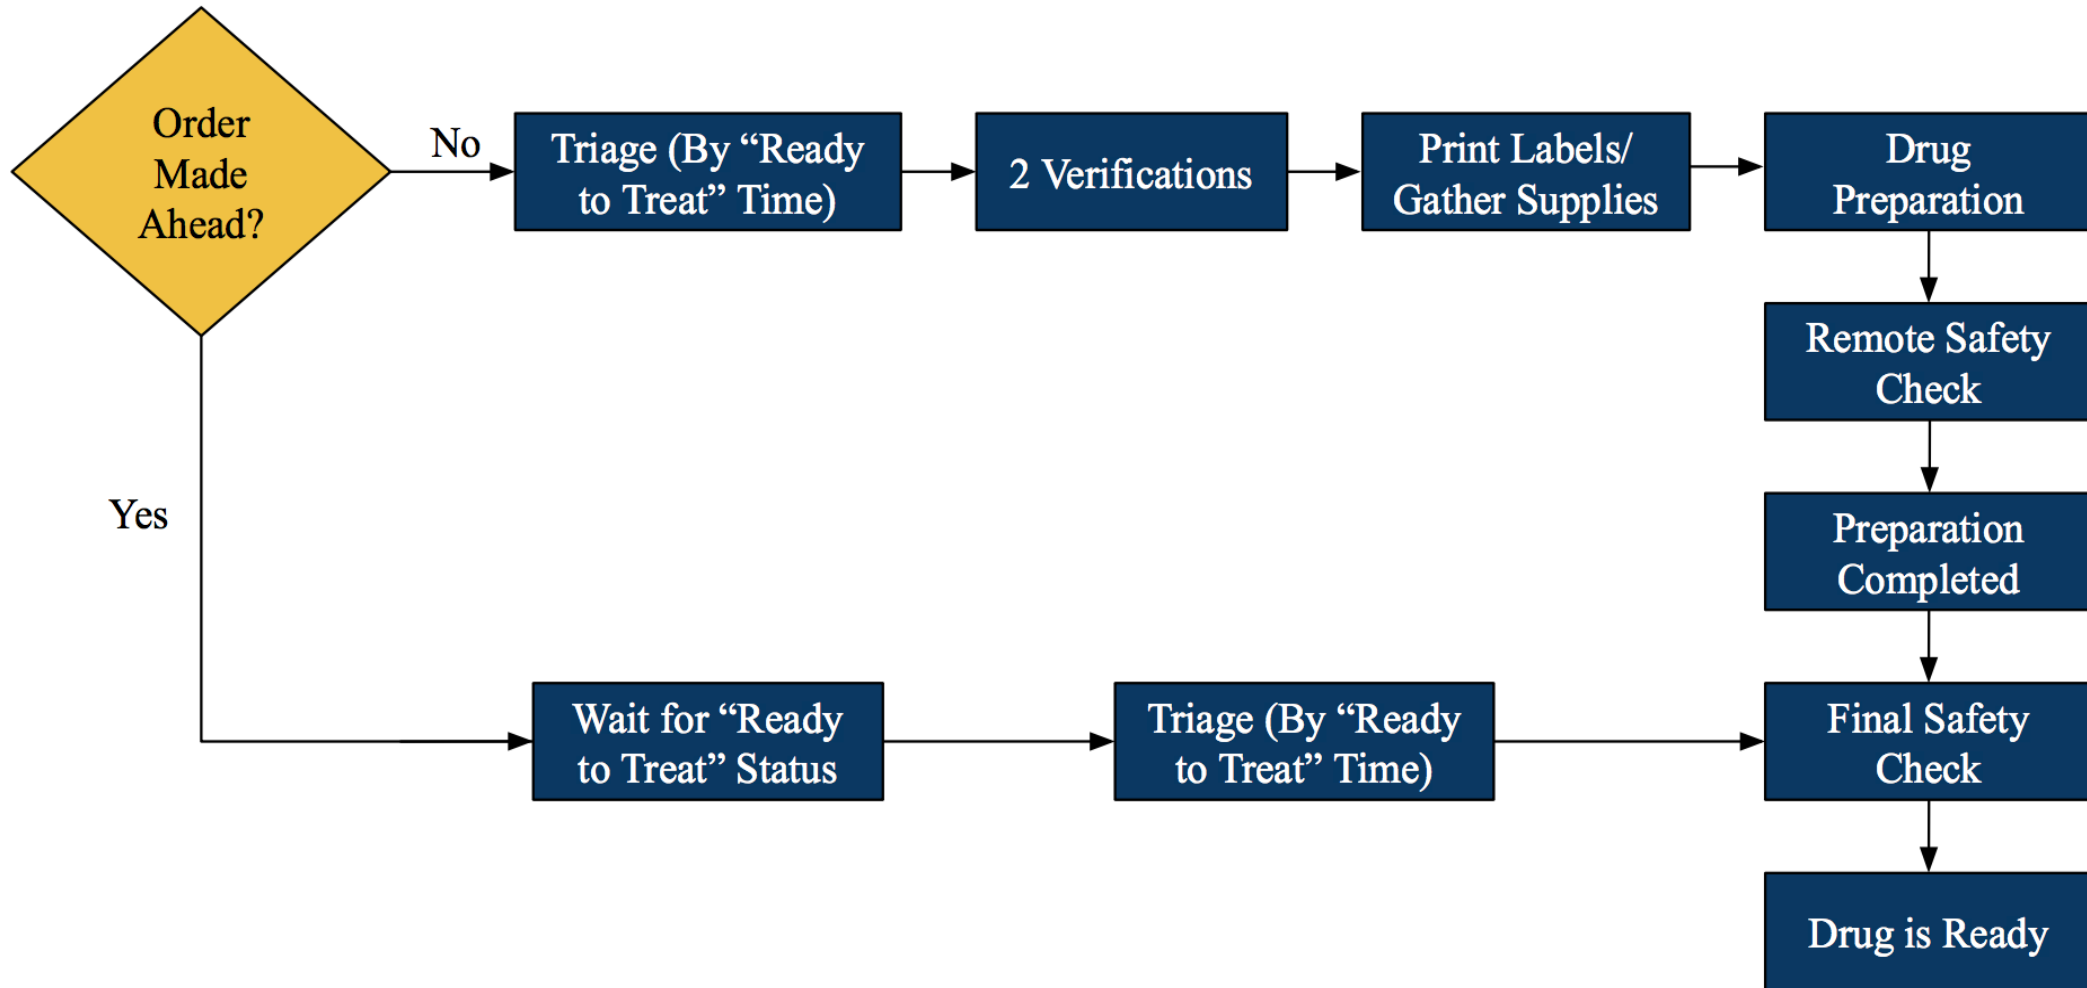 Order
Made
Ahead?
No
Triage (By “Ready
to Treat” Time)
2 Verifications
Print Labels/
Gather Supplies
Drug
Preparation
Remote Safety
Check
Preparation
Completed
Yes
Wait for “Ready
to Treat” Status
Triage (By “Ready
to Treat” Time)
Final Safety
Check
Drug is Ready